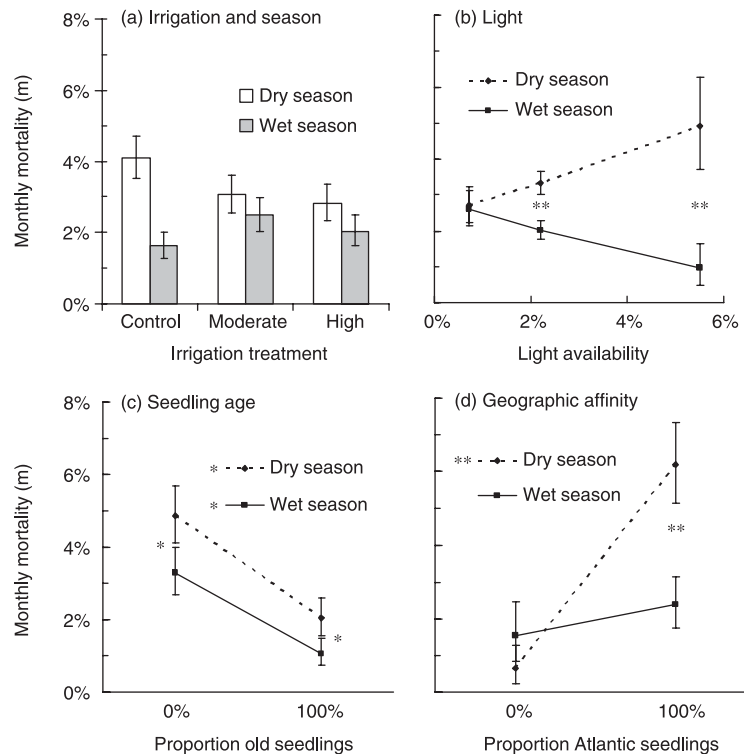 (a) Irrigation and season
8%
6%
4%
2%
0%
Monthly mortality (m)
Dry season
Wet season
Control
Moderate
High
Irrigation treatment
(b) Light
Dry season
Wet season
**
**
0%
2%
4%
6%
Light availability
(c) Seedling age
8%
6%
4%
2%
0%
Monthly mortality (m)
* Dry season
* Wet season
*
*
0%
100%
Proportion old seedlings
(d) Geographic affinity
** Dry season
Wet season
**
0%
100%
Proportion Atlantic seedlings